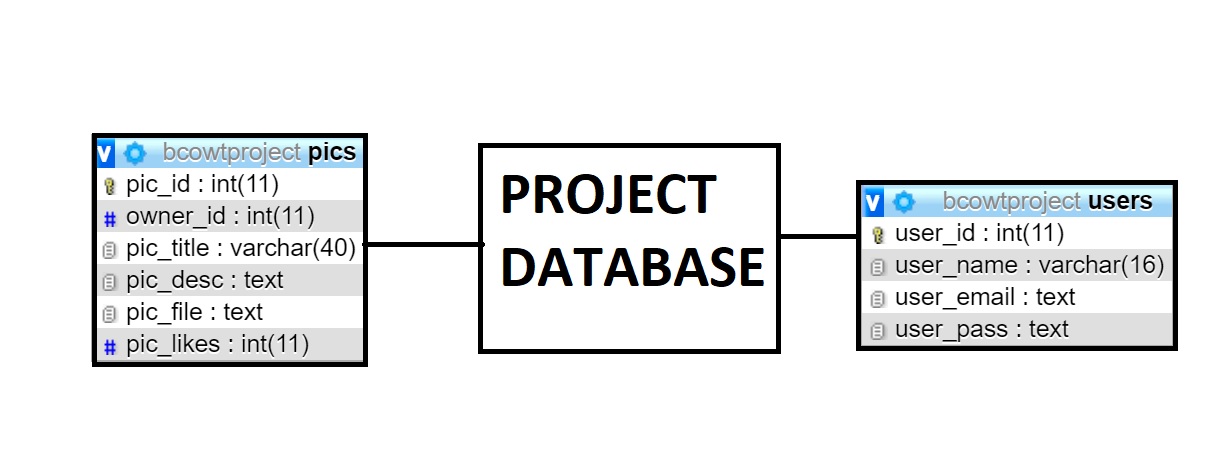 v bcowtproject pics
pic_id : int(11)
# owner_id : int(11)
pic_title : varchar(40)
pic_desc : text
pic_file : text
# pic_likes : int(11)
PROJECT
DATABASE
v bcowtproject users
user_id : int(11)
user_name : varchar(16)
user_email : text
user_pass : text